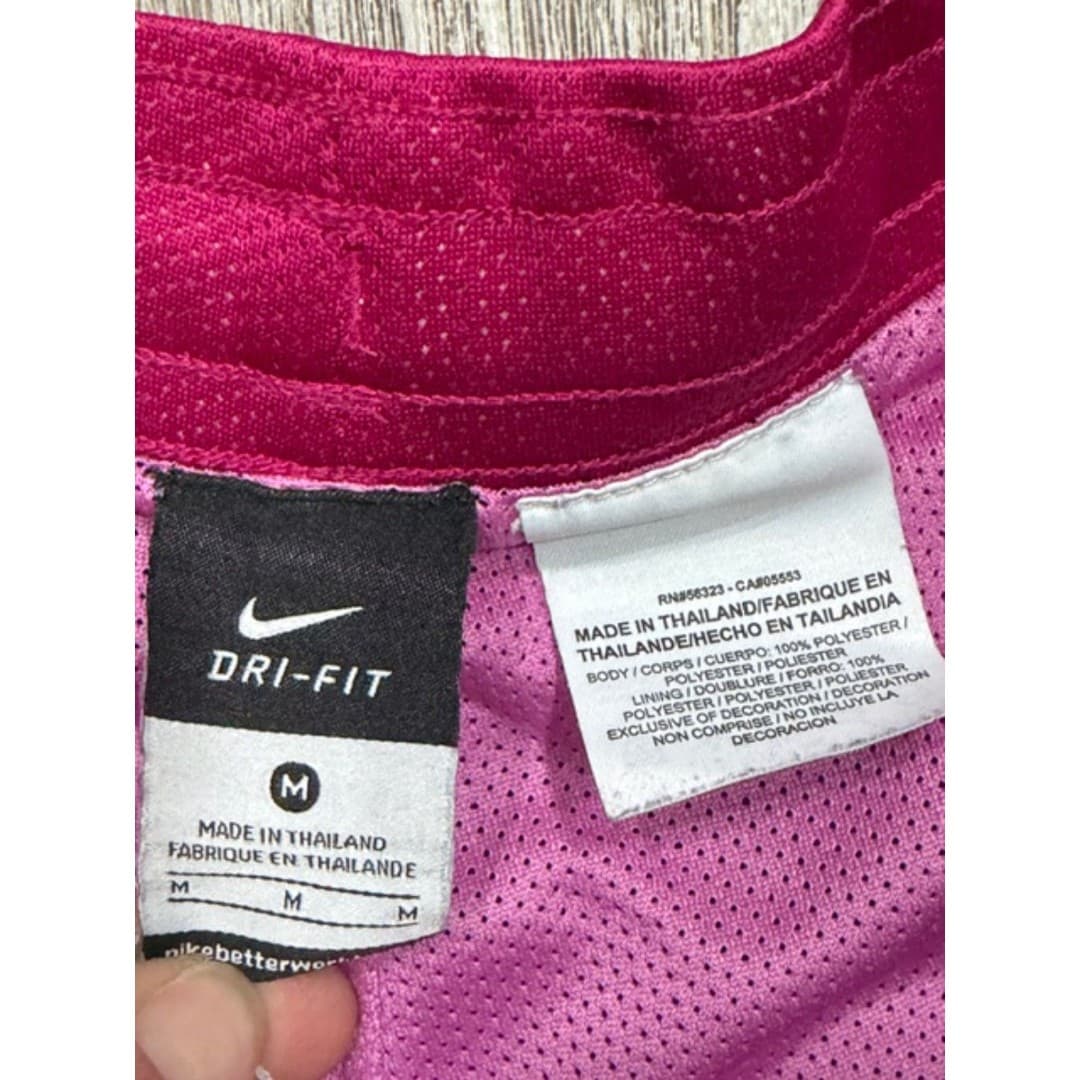 DRI-FIT
M
MADE IN THAILAND
FABRIQUE EN THAILANDE
M M M
RN#56323 - CA#05553
MADE IN THAILAND/FABRIQUE EN
THAILANDE/HECHO EN TAILANDIA
BODY / CORPS / CUERPO: 100% POLYESTER /
POLYESTER / POLIESTER
LINING / DOUBLURE / FORRO: 100%
POLYESTER / POLYESTER / POLIESTER
EXCLUSIVE OF DECORATION / DECORATION
NON COMPRISE / NO INCLUYE LA
DECORACION